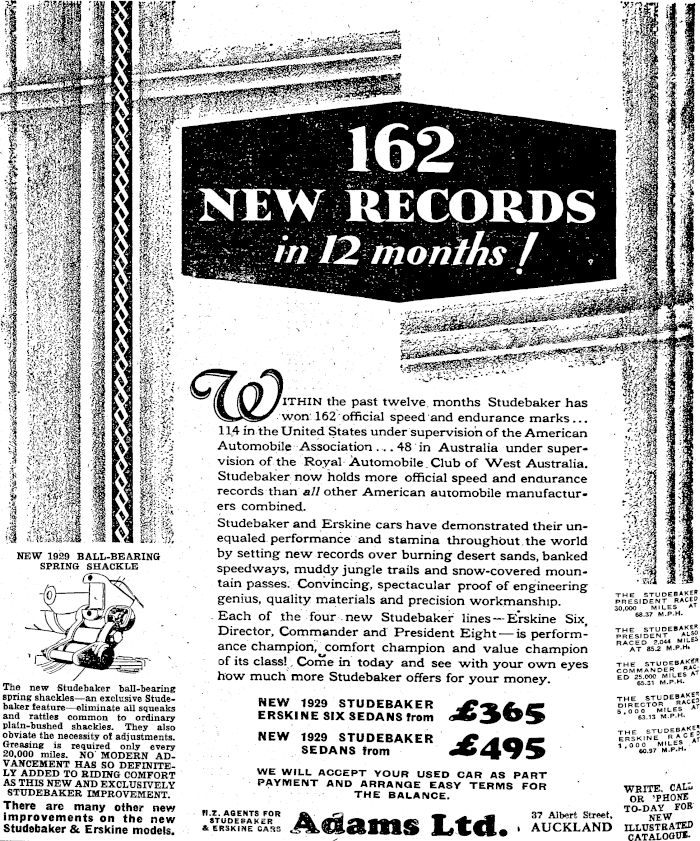 162
NEW RECORDS
in 12 months!
WITHIN the past twelve months Studebaker has
won 162 official speed and endurance marks...
114 in the United States under supervision of the American
Automobile Association... 48 in Australia under super-
vision of the Royal Automobile Club of West Australia.
Studebaker now holds more official speed and endurance
records than all other American automobile manufactur-
ers combined.
Studebaker and Erskine cars have demonstrated their un-
equaled performance and stamina throughout the world
by setting new records over burning desert sands, banked
speedways, muddy jungle trails and snow-covered moun-
tain passes. Convincing, spectacular proof of engineering
genius, quality materials and precision workmanship.
Each of the four new Studebaker lines—Erskine Six,
Director, Commander and President Eight—is perform-
ance champion, comfort champion and value champion
of its class! Come in today and see with your own eyes
how much more Studebaker offers for your money.
NEW 1929 STUDEBAKER
ERSKINE SIX SEDANS from £365
NEW 1929 STUDEBAKER
SEDANS from £495
WE WILL ACCEPT YOUR USED CAR AS PART
PAYMENT AND ARRANGE EASY TERMS FOR
THE BALANCE.
NEW 1929 BALL-BEARING
SPRING SHACKLE
The new Studebaker ball-bearing
spring shackles—an exclusive Stude-
baker feature—eliminate all squeaks
and rattles common to ordinary
plain-bushed shackles. They also
obviate the necessity of adjustments.
Greasing is required only every
20,000 miles. NO MODERN AD-
VANCEMENT HAS SO DEFINITE-
LY ADDED TO RIDING COMFORT
AS THIS NEW AND EXCLUSIVELY
STUDEBAKER IMPROVEMENT.
There are many other new
improvements on the new
Studebaker & Erskine models.
THE STUDEBAKER
PRESIDENT RACED
30,000 MILES AT
68.37 M.P.H.
THE STUDEBAKER
PRESIDENT ALSO
RACED 2,044 MILES
AT 85.2 M.P.H.
THE STUDEBAKER
COMMANDER RAC-
ED 25,000 MILES AT
65.31 M.P.H.
THE STUDEBAKER
DIRECTOR RACED
5,000 MILES AT
63.13 M.P.H.
THE STUDEBAKER
ERSKINE RACED
1,000 MILES AT
60.97 M.P.H.
WRITE, CALL
OR 'PHONE
TO-DAY FOR
NEW
ILLUSTRATED
CATALOGUE.
N.Z. AGENTS FOR
STUDEBAKER
& ERSKINE CARS
Adams Ltd.
37 Albert Street,
AUCKLAND